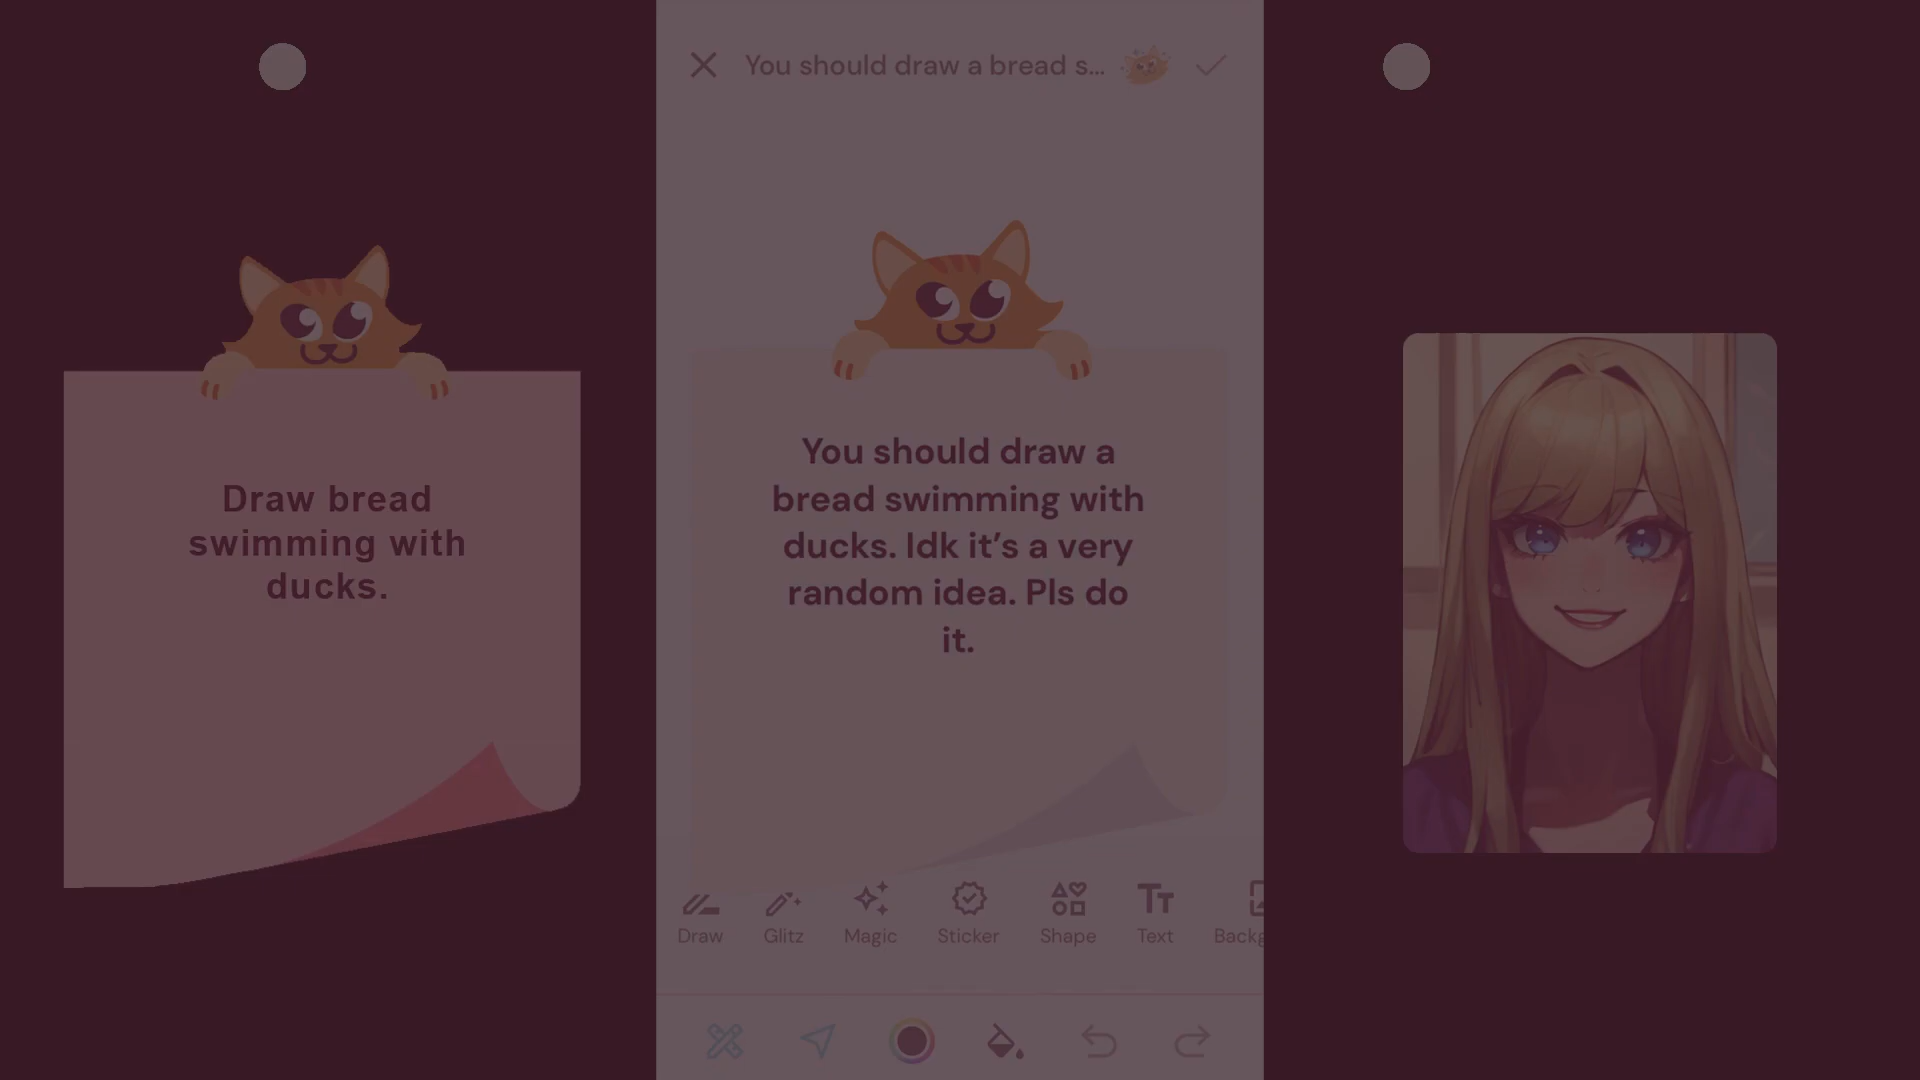 You should draw a bread s...
Draw bread
swimming with
ducks.
You should draw a
bread swimming with
ducks. Idk it's a very
random idea. Pls do
it.
Draw
Glitz
Magic
Sticker
Shape
Text
Backg